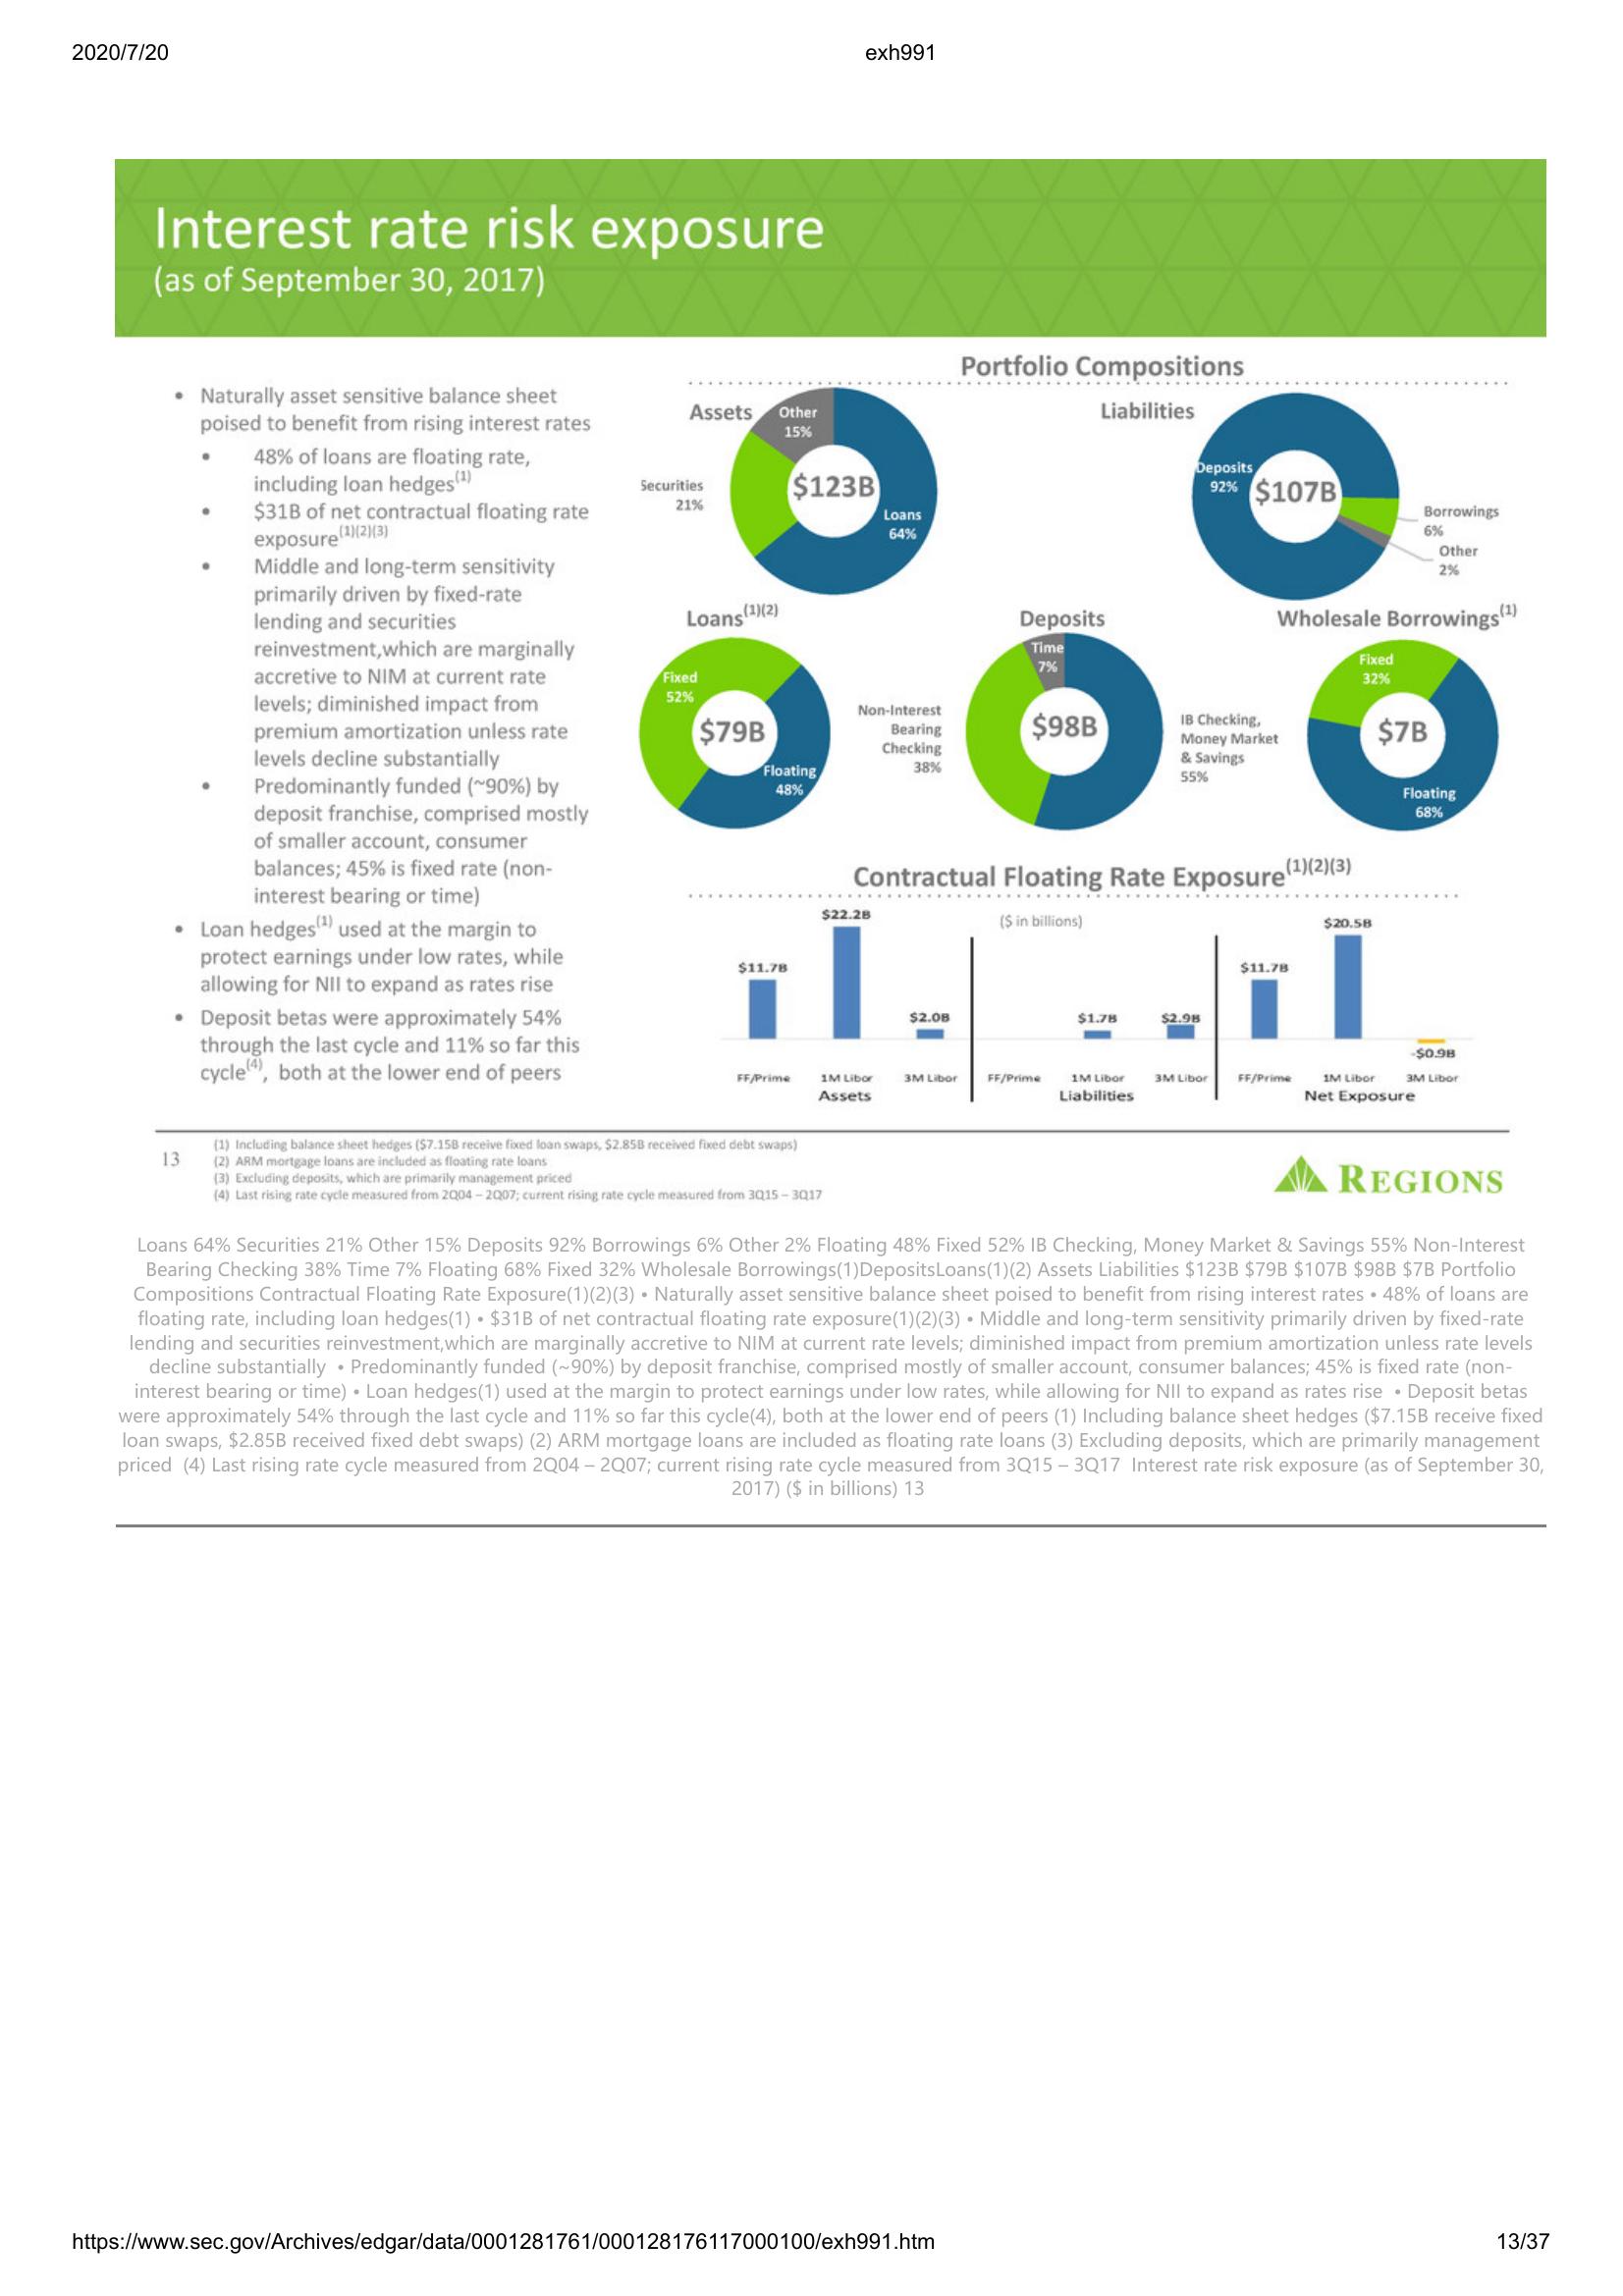 2020/7/20
exh991
Interest rate risk exposure
(as of September 30, 2017)
• Naturally asset sensitive balance sheet
poised to benefit from rising interest rates
• 48% of loans are floating rate,
including loan hedges(1)
• $31B of net contractual floating rate
exposure(1)(2)(3)
• Middle and long-term sensitivity
primarily driven by fixed-rate
lending and securities
reinvestment,which are marginally
accretive to NIM at current rate
levels; diminished impact from
premium amortization unless rate
levels decline substantially
• Predominantly funded (~90%) by
deposit franchise, comprised mostly
of smaller account, consumer
balances; 45% is fixed rate (non-
interest bearing or time)
• Loan hedges(1) used at the margin to
protect earnings under low rates, while
allowing for NII to expand as rates rise
• Deposit betas were approximately 54%
through the last cycle and 11% so far this
cycle(4), both at the lower end of peers
Portfolio Compositions
Assets
Other
15%
Securities
21%
$123B
Loans
64%
Liabilities
Deposits
92%
$107B
Borrowings
6%
Other
2%
Loans(1)(2)
Fixed
52%
$79B
Floating
48%
Deposits
Time
7%
Non-Interest
Bearing
Checking
38%
$98B
IB Checking,
Money Market
& Savings
55%
Wholesale Borrowings(1)
Fixed
32%
$7B
Floating
68%
Contractual Floating Rate Exposure(1)(2)(3)
($ in billions)
$11.7B
$22.2B
$2.0B
$1.7B
$2.9B
$11.7B
$20.5B
-$0.9B
FF/Prime 1M Libor 3M Libor FF/Prime 1M Libor 3M Libor FF/Prime 1M Libor 3M Libor
Assets Liabilities Net Exposure
13
(1) Including balance sheet hedges ($7.15B receive fixed loan swaps, $2.85B received fixed debt swaps)
(2) ARM mortgage loans are included as floating rate loans
(3) Excluding deposits, which are primarily management priced
(4) Last rising rate cycle measured from 2Q04 – 2Q07; current rising rate cycle measured from 3Q15 – 3Q17
REGIONS
Loans 64% Securities 21% Other 15% Deposits 92% Borrowings 6% Other 2% Floating 48% Fixed 52% IB Checking, Money Market & Savings 55% Non-Interest
Bearing Checking 38% Time 7% Floating 68% Fixed 32% Wholesale Borrowings(1)DepositsLoans(1)(2) Assets Liabilities $123B $79B $107B $98B $7B Portfolio
Compositions Contractual Floating Rate Exposure(1)(2)(3) • Naturally asset sensitive balance sheet poised to benefit from rising interest rates • 48% of loans are
floating rate, including loan hedges(1) • $31B of net contractual floating rate exposure(1)(2)(3) • Middle and long-term sensitivity primarily driven by fixed-rate
lending and securities reinvestment,which are marginally accretive to NIM at current rate levels; diminished impact from premium amortization unless rate levels
decline substantially • Predominantly funded (~90%) by deposit franchise, comprised mostly of smaller account, consumer balances; 45% is fixed rate (non-
interest bearing or time) • Loan hedges(1) used at the margin to protect earnings under low rates, while allowing for NII to expand as rates rise • Deposit betas
were approximately 54% through the last cycle and 11% so far this cycle(4), both at the lower end of peers (1) Including balance sheet hedges ($7.15B receive fixed
loan swaps, $2.85B received fixed debt swaps) (2) ARM mortgage loans are included as floating rate loans (3) Excluding deposits, which are primarily management
priced (4) Last rising rate cycle measured from 2Q04 – 2Q07; current rising rate cycle measured from 3Q15 – 3Q17 Interest rate risk exposure (as of September 30,
2017) ($ in billions) 13
https://www.sec.gov/Archives/edgar/data/0001281761/000128176117000100/exh991.htm
13/37